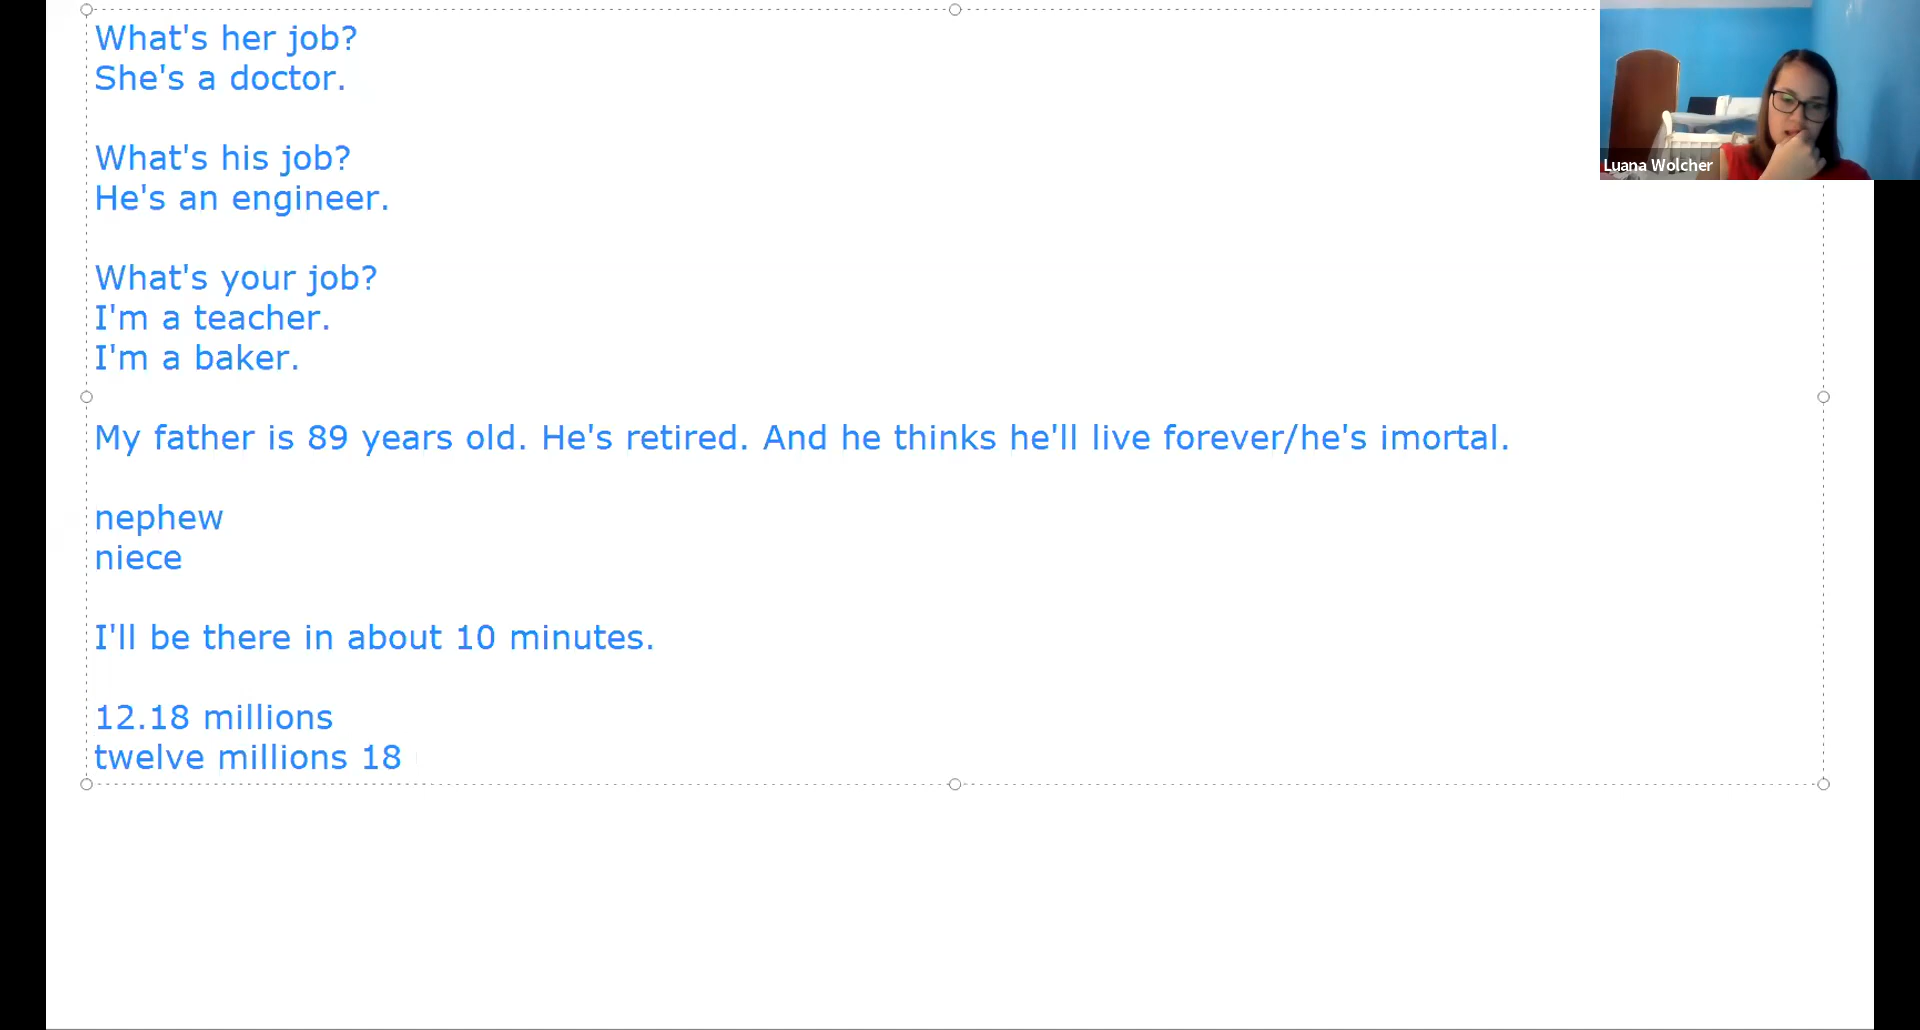 What's her job?
She's a doctor.
What's his job?
He's an engineer.
What's your job?
I'm a teacher.
I'm a baker.
My father is 89 years old. He's retired. And he thinks he'll live forever/he's imortal.
nephew
niece
I'll be there in about 10 minutes.
12.18 millions
twelve millions 18
Luana Wolcher